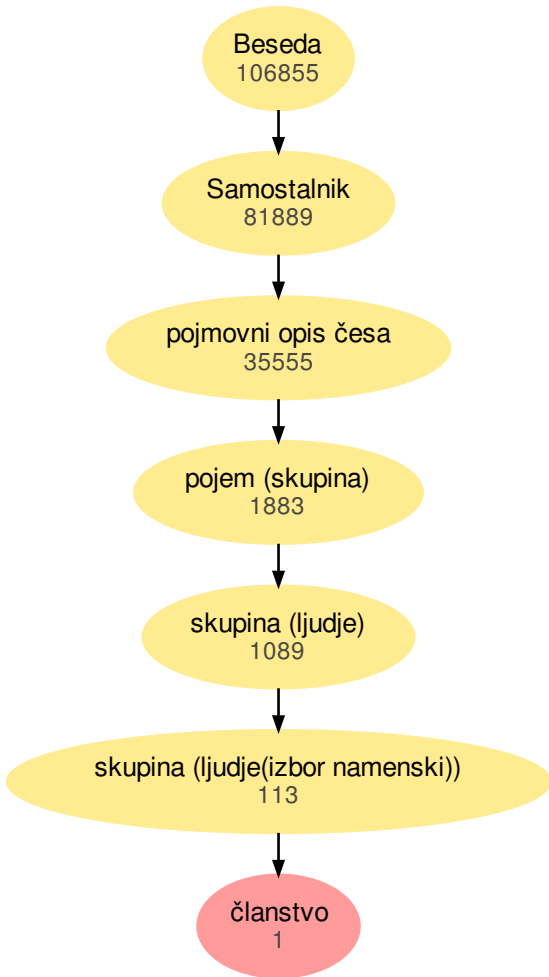 Beseda
106855
Samostalnik
81889
pojmovni opis česa
35555
pojem (skupina)
1883
skupina (ljudje)
1089
skupina (ljudje(izbor namenski))
113
članstvo
1